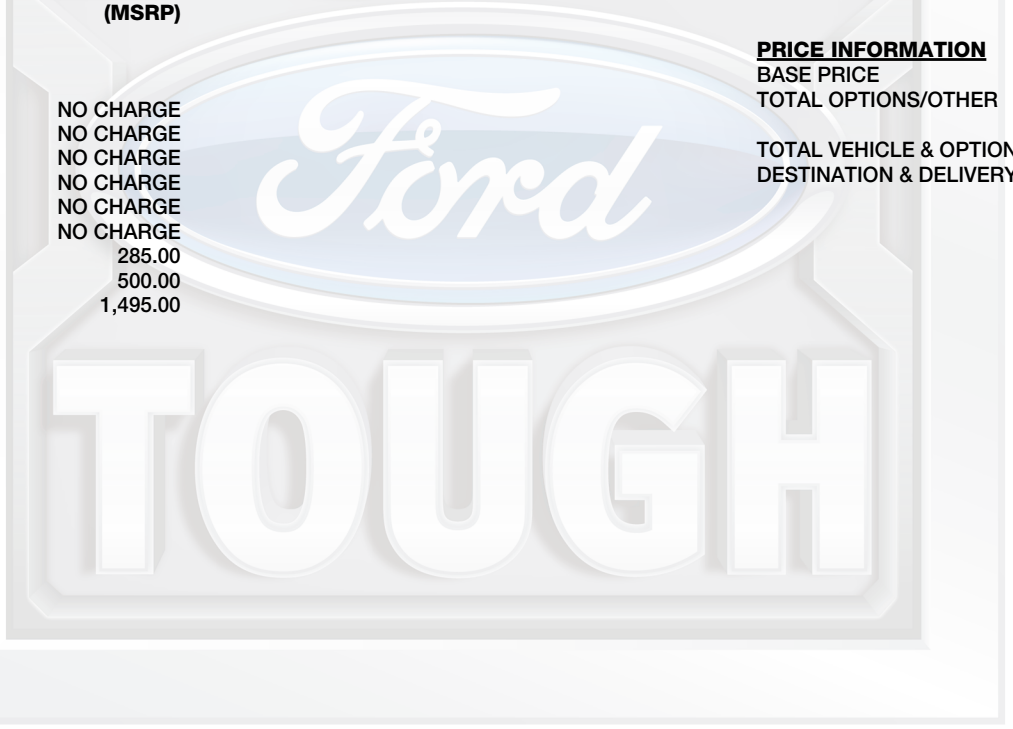 (MSRP)
NO CHARGE
NO CHARGE
NO CHARGE
NO CHARGE
NO CHARGE
NO CHARGE
285.00
500.00
1,495.00
PRICE INFORMATION
BASE PRICE
TOTAL OPTIONS/OTHER
TOTAL VEHICLE & OPTION
DESTINATION & DELIVERY
Ford
TOUGH